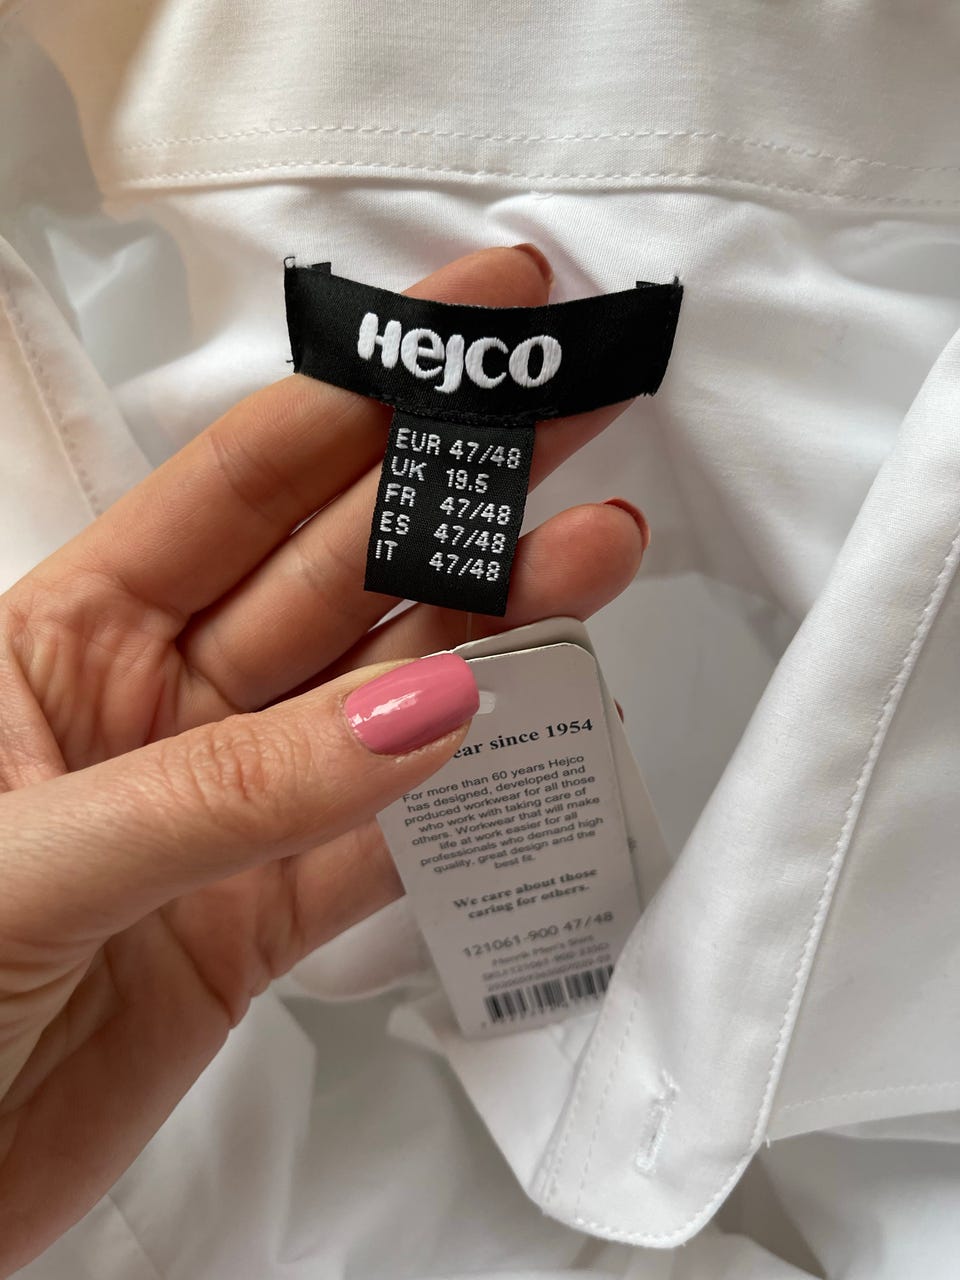 Hejco
EUR 47/48
UK 19.5
FR 47/48
ES 47/48
IT 47/48
since 1954
For more than 60 years Hejco
has designed, developed and
produced workwear for all those
who work with taking care of
others. Workwear that will make
life at work easier for all
professionals who demand high
quality, great design and the
best fit.
We care about those
caring for others.
121061-900 47/48
Henrik Men's Shirt